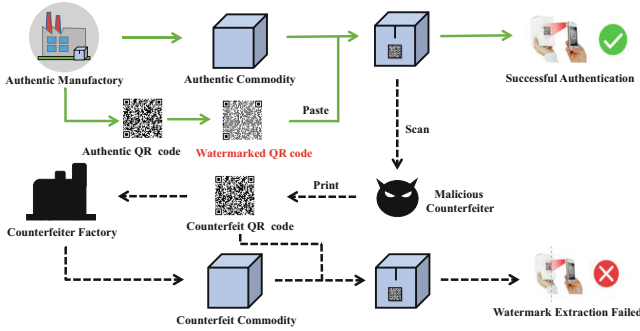 Authentic Manufactory
Authentic Commodity
Successful Authentication
Paste
Authentic QR code
Watermarked QR code
Scan
Print
Malicious
Counterfeiter
Counterfeiter Factory
Counterfeit QR code
Counterfeit Commodity
Watermark Extraction Failed